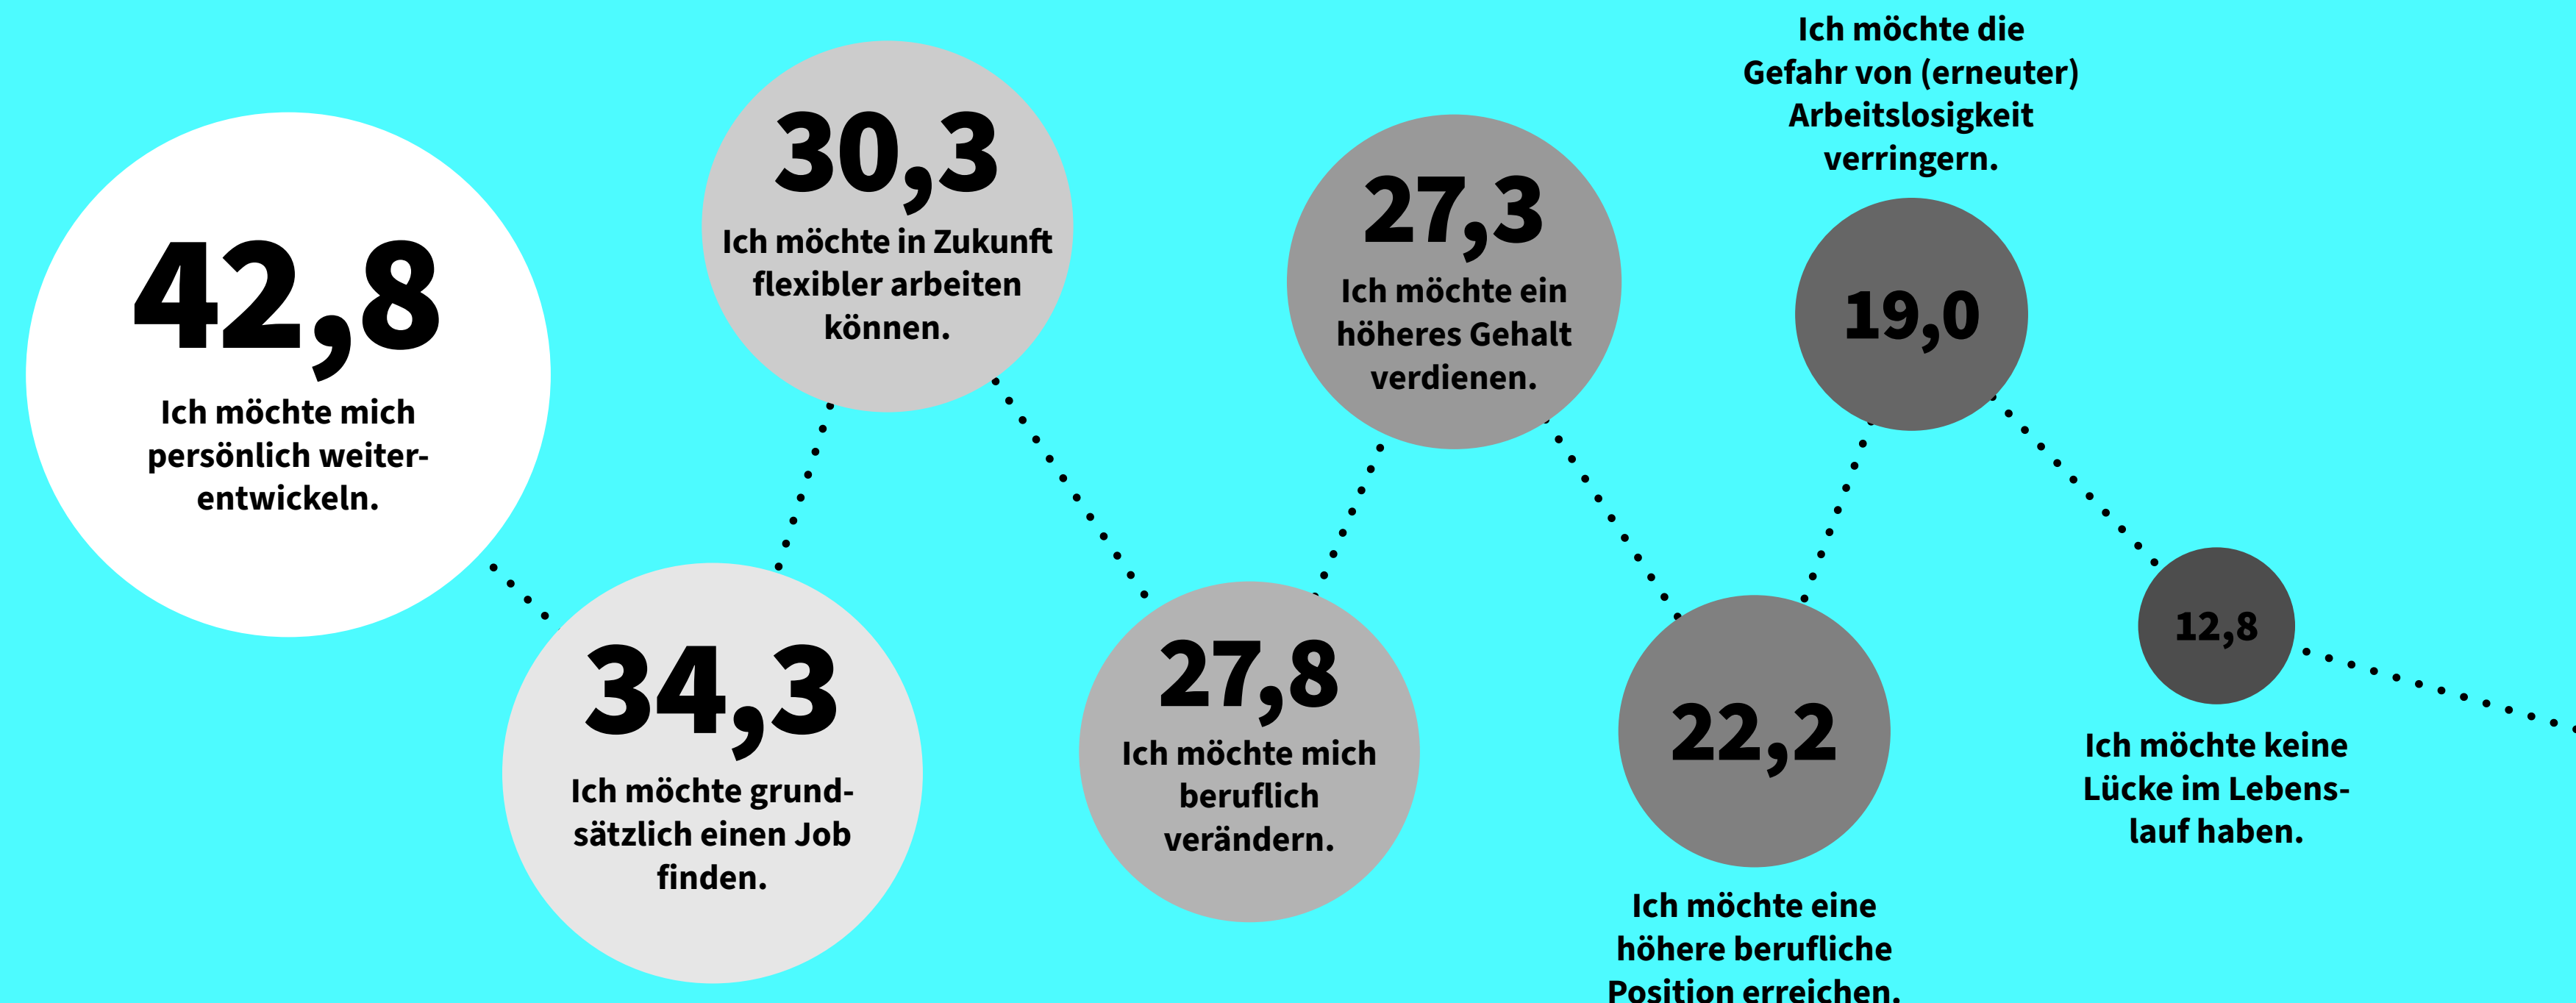 42,8
Ich möchte mich
persönlich weiter-
entwickeln.
34,3
Ich möchte grund-
sätzlich einen Job
finden.
30,3
Ich möchte in Zukunft
flexibler arbeiten
können.
27,8
Ich möchte mich
beruflich
verändern.
27,3
Ich möchte ein
höheres Gehalt
verdienen.
22,2
Ich möchte eine
höhere berufliche
Position erreichen.
Ich möchte die
Gefahr von (erneuter)
Arbeitslosigkeit
verringern.
19,0
12,8
Ich möchte keine
Lücke im Lebens-
lauf haben.